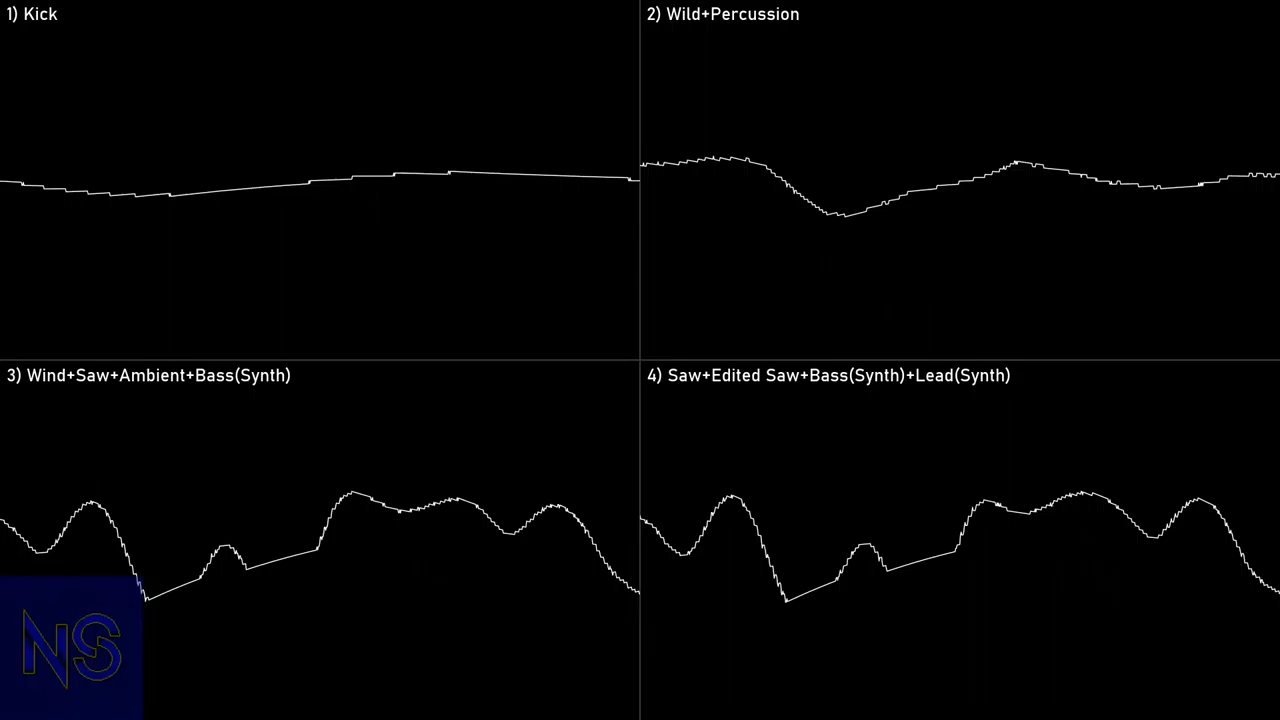 1) Kick
2) Wild+Percussion
3) Wind+Saw+Ambient+Bass(Synth)
4) Saw+Edited Saw+Bass(Synth)+Lead(Synth)
NS